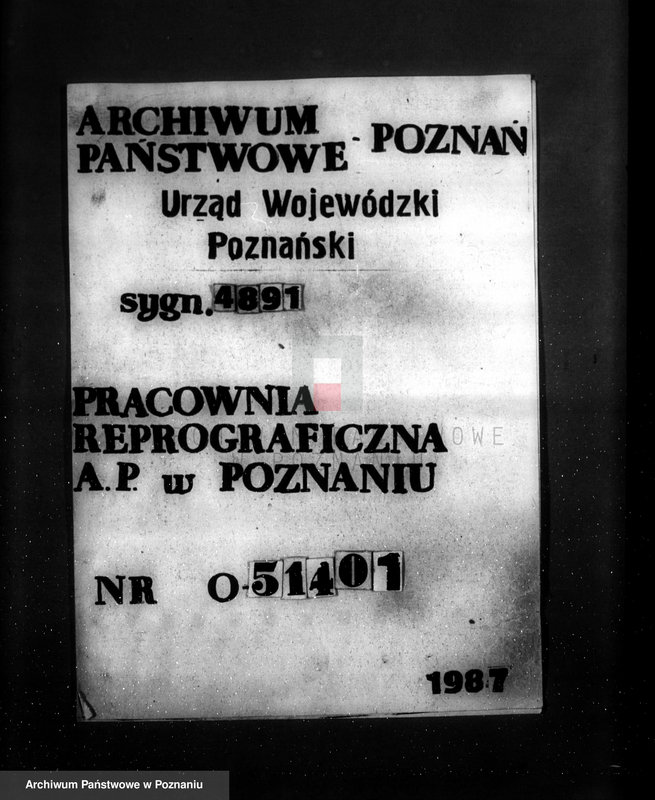 ARCHIWUM
PAŃSTWOWE - POZNAŃ
Urząd Wojewódzki
Poznański
sygn. 4891
PRACOWNIA
REPROGRAFICZNA
A.P. w POZNANIU
NR O-51401
1987
Archiwum Państwowe w Poznaniu